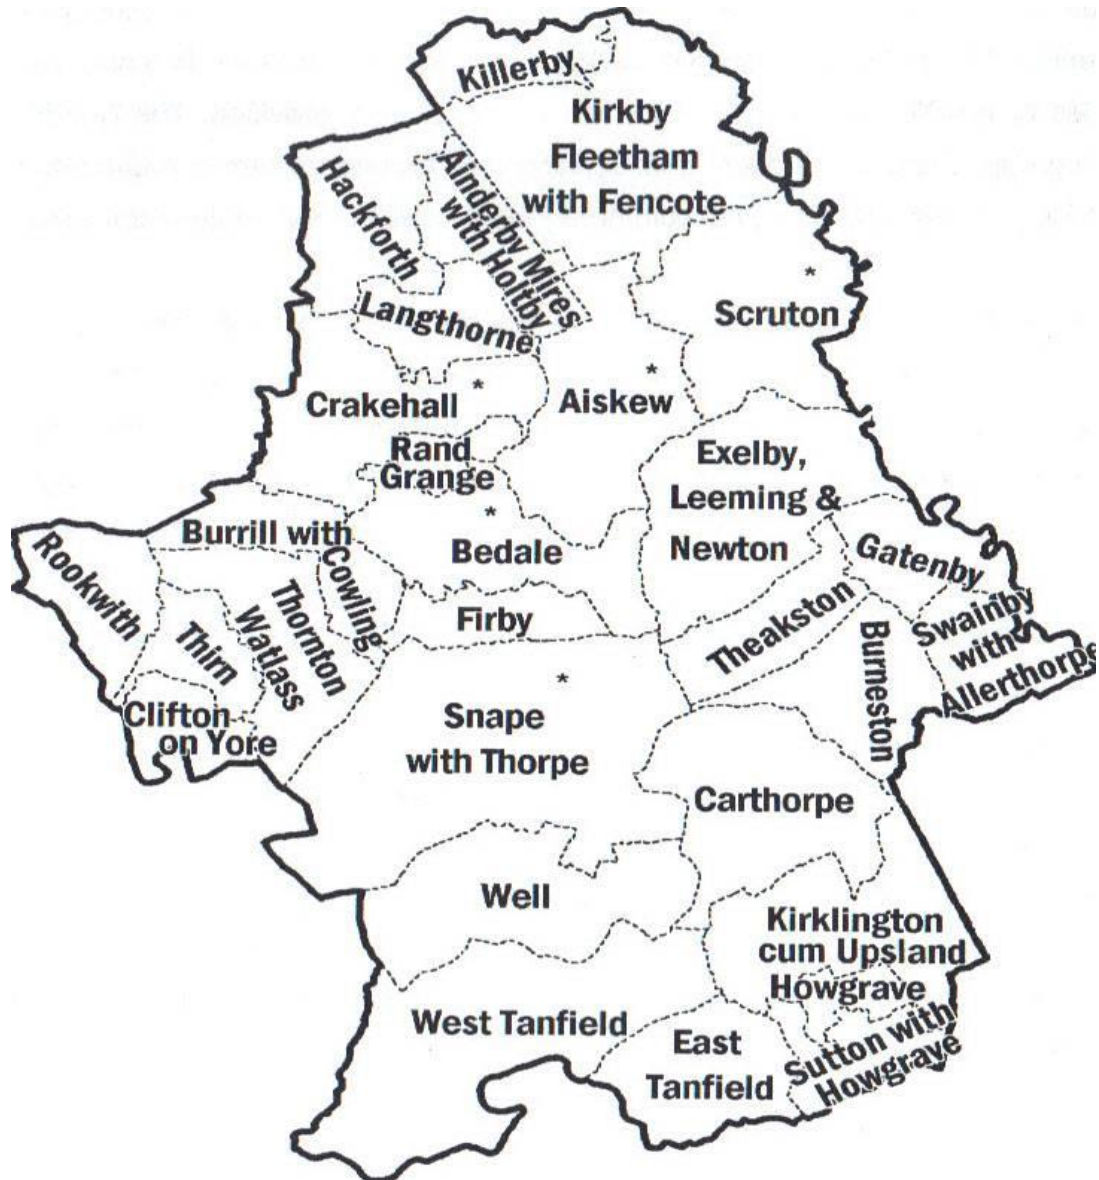 Killerby
Kirkby
Fleetham
with Fencote
Hackforth
Ainderby Mires
with Holtby
Langthorne
*
Scruton
*
Crakehall
*
Aiskew
Rand
Grange
Exelby,
Leeming &
Newton
*
Bedale
Burrill with
Cowling
Rookwith
Gatenby
Thirn
Thornton
Watlass
Firby
Theakston
Burneston
Swainby
with
Allerthorpe
Clifton
on Yore
*
Snape
with Thorpe
Carthorpe
Well
Kirklington
cum Upsland
Howgrave
West Tanfield
East
Tanfield
Sutton with
Howgrave